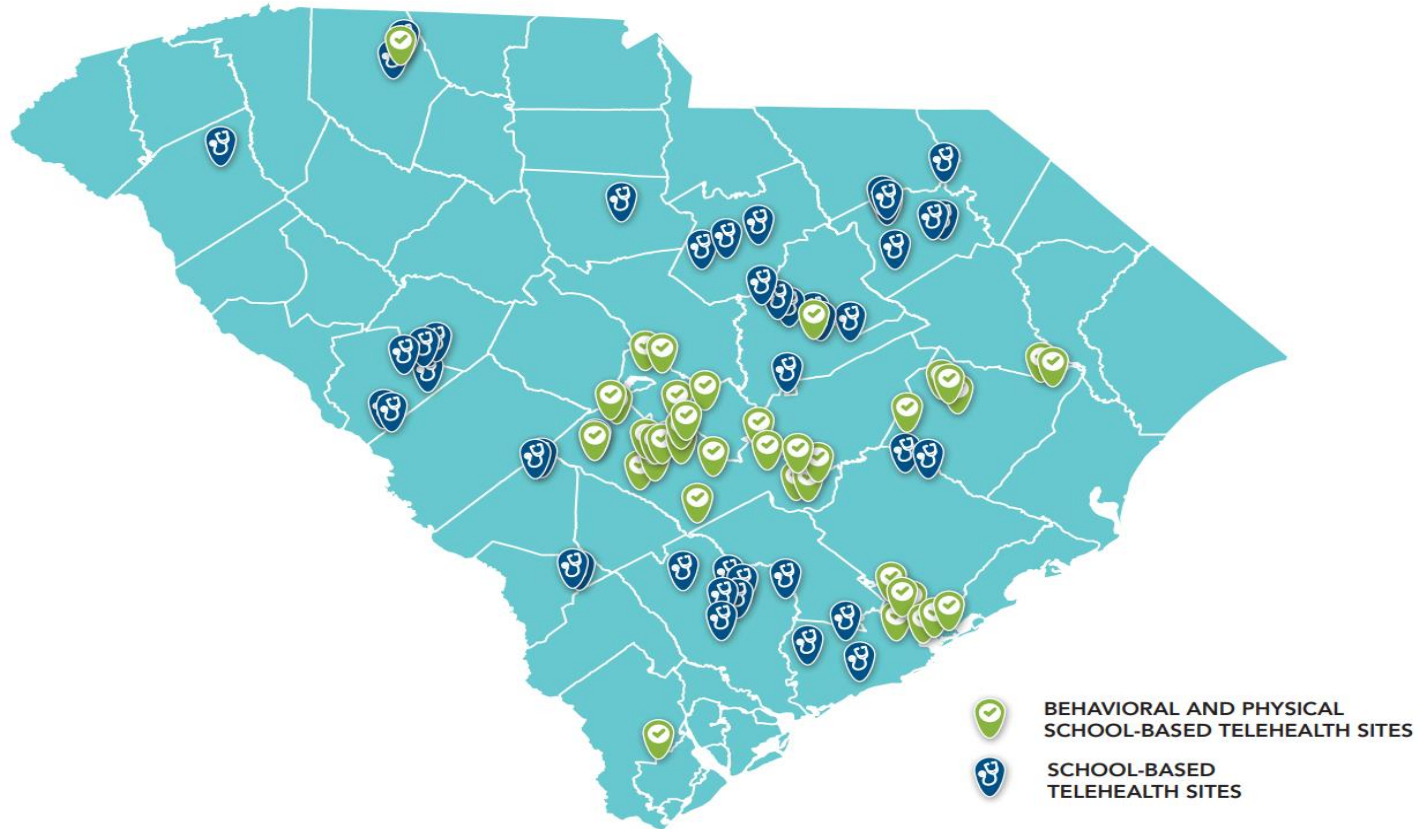 BEHAVIORAL AND PHYSICAL
SCHOOL-BASED TELEHEALTH SITES
SCHOOL-BASED
TELEHEALTH SITES